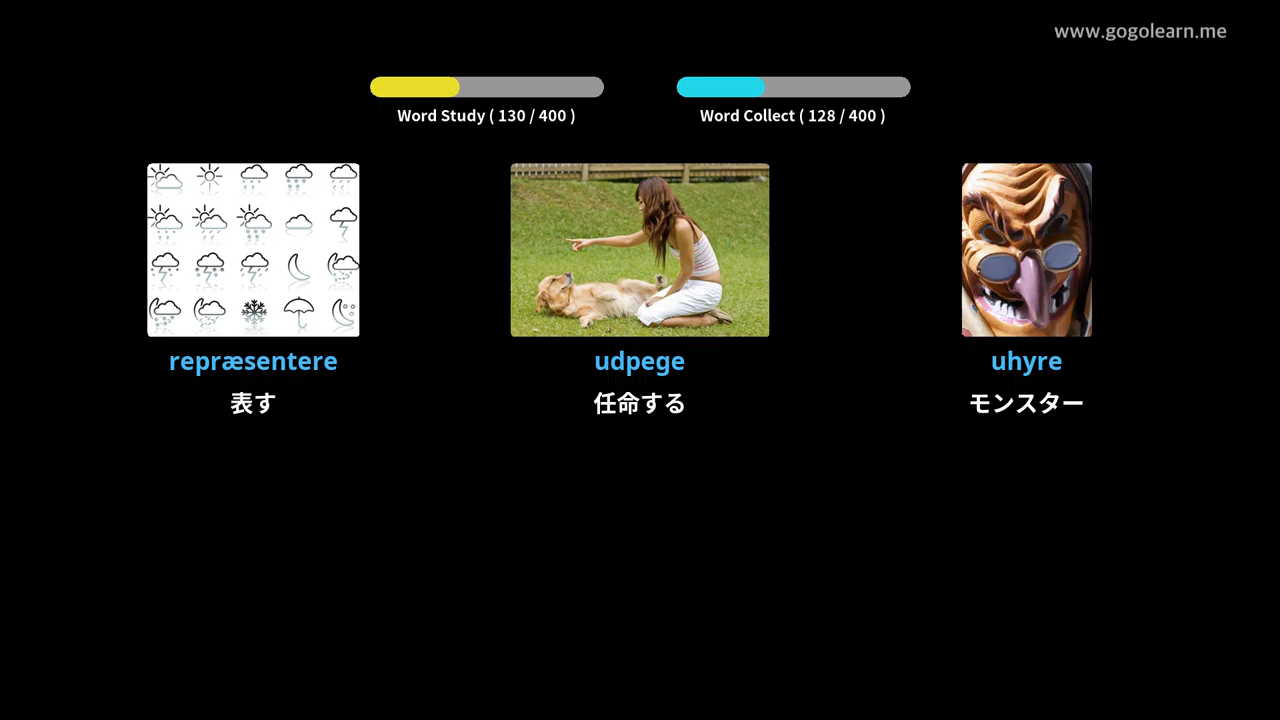 www.gogolearn.me
Word Study ( 130 / 400 )
Word Collect ( 128 / 400 )
repræsentere
udpege
uhyre
表す
任命する
モンスター